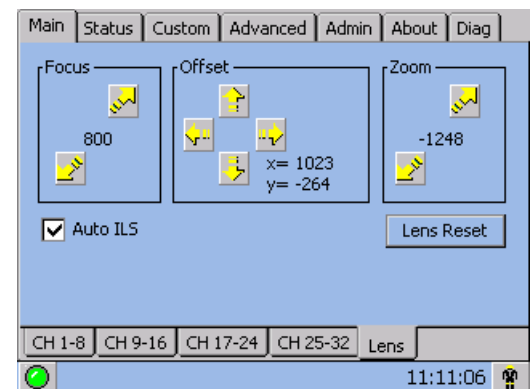 Main Status Custom Advanced Admin About Diag
Focus Offset Zoom
800 -1248
x= 1023
y= -264
Auto ILS Lens Reset
CH 1-8 CH 9-16 CH 17-24 CH 25-32 Lens
11:11:06